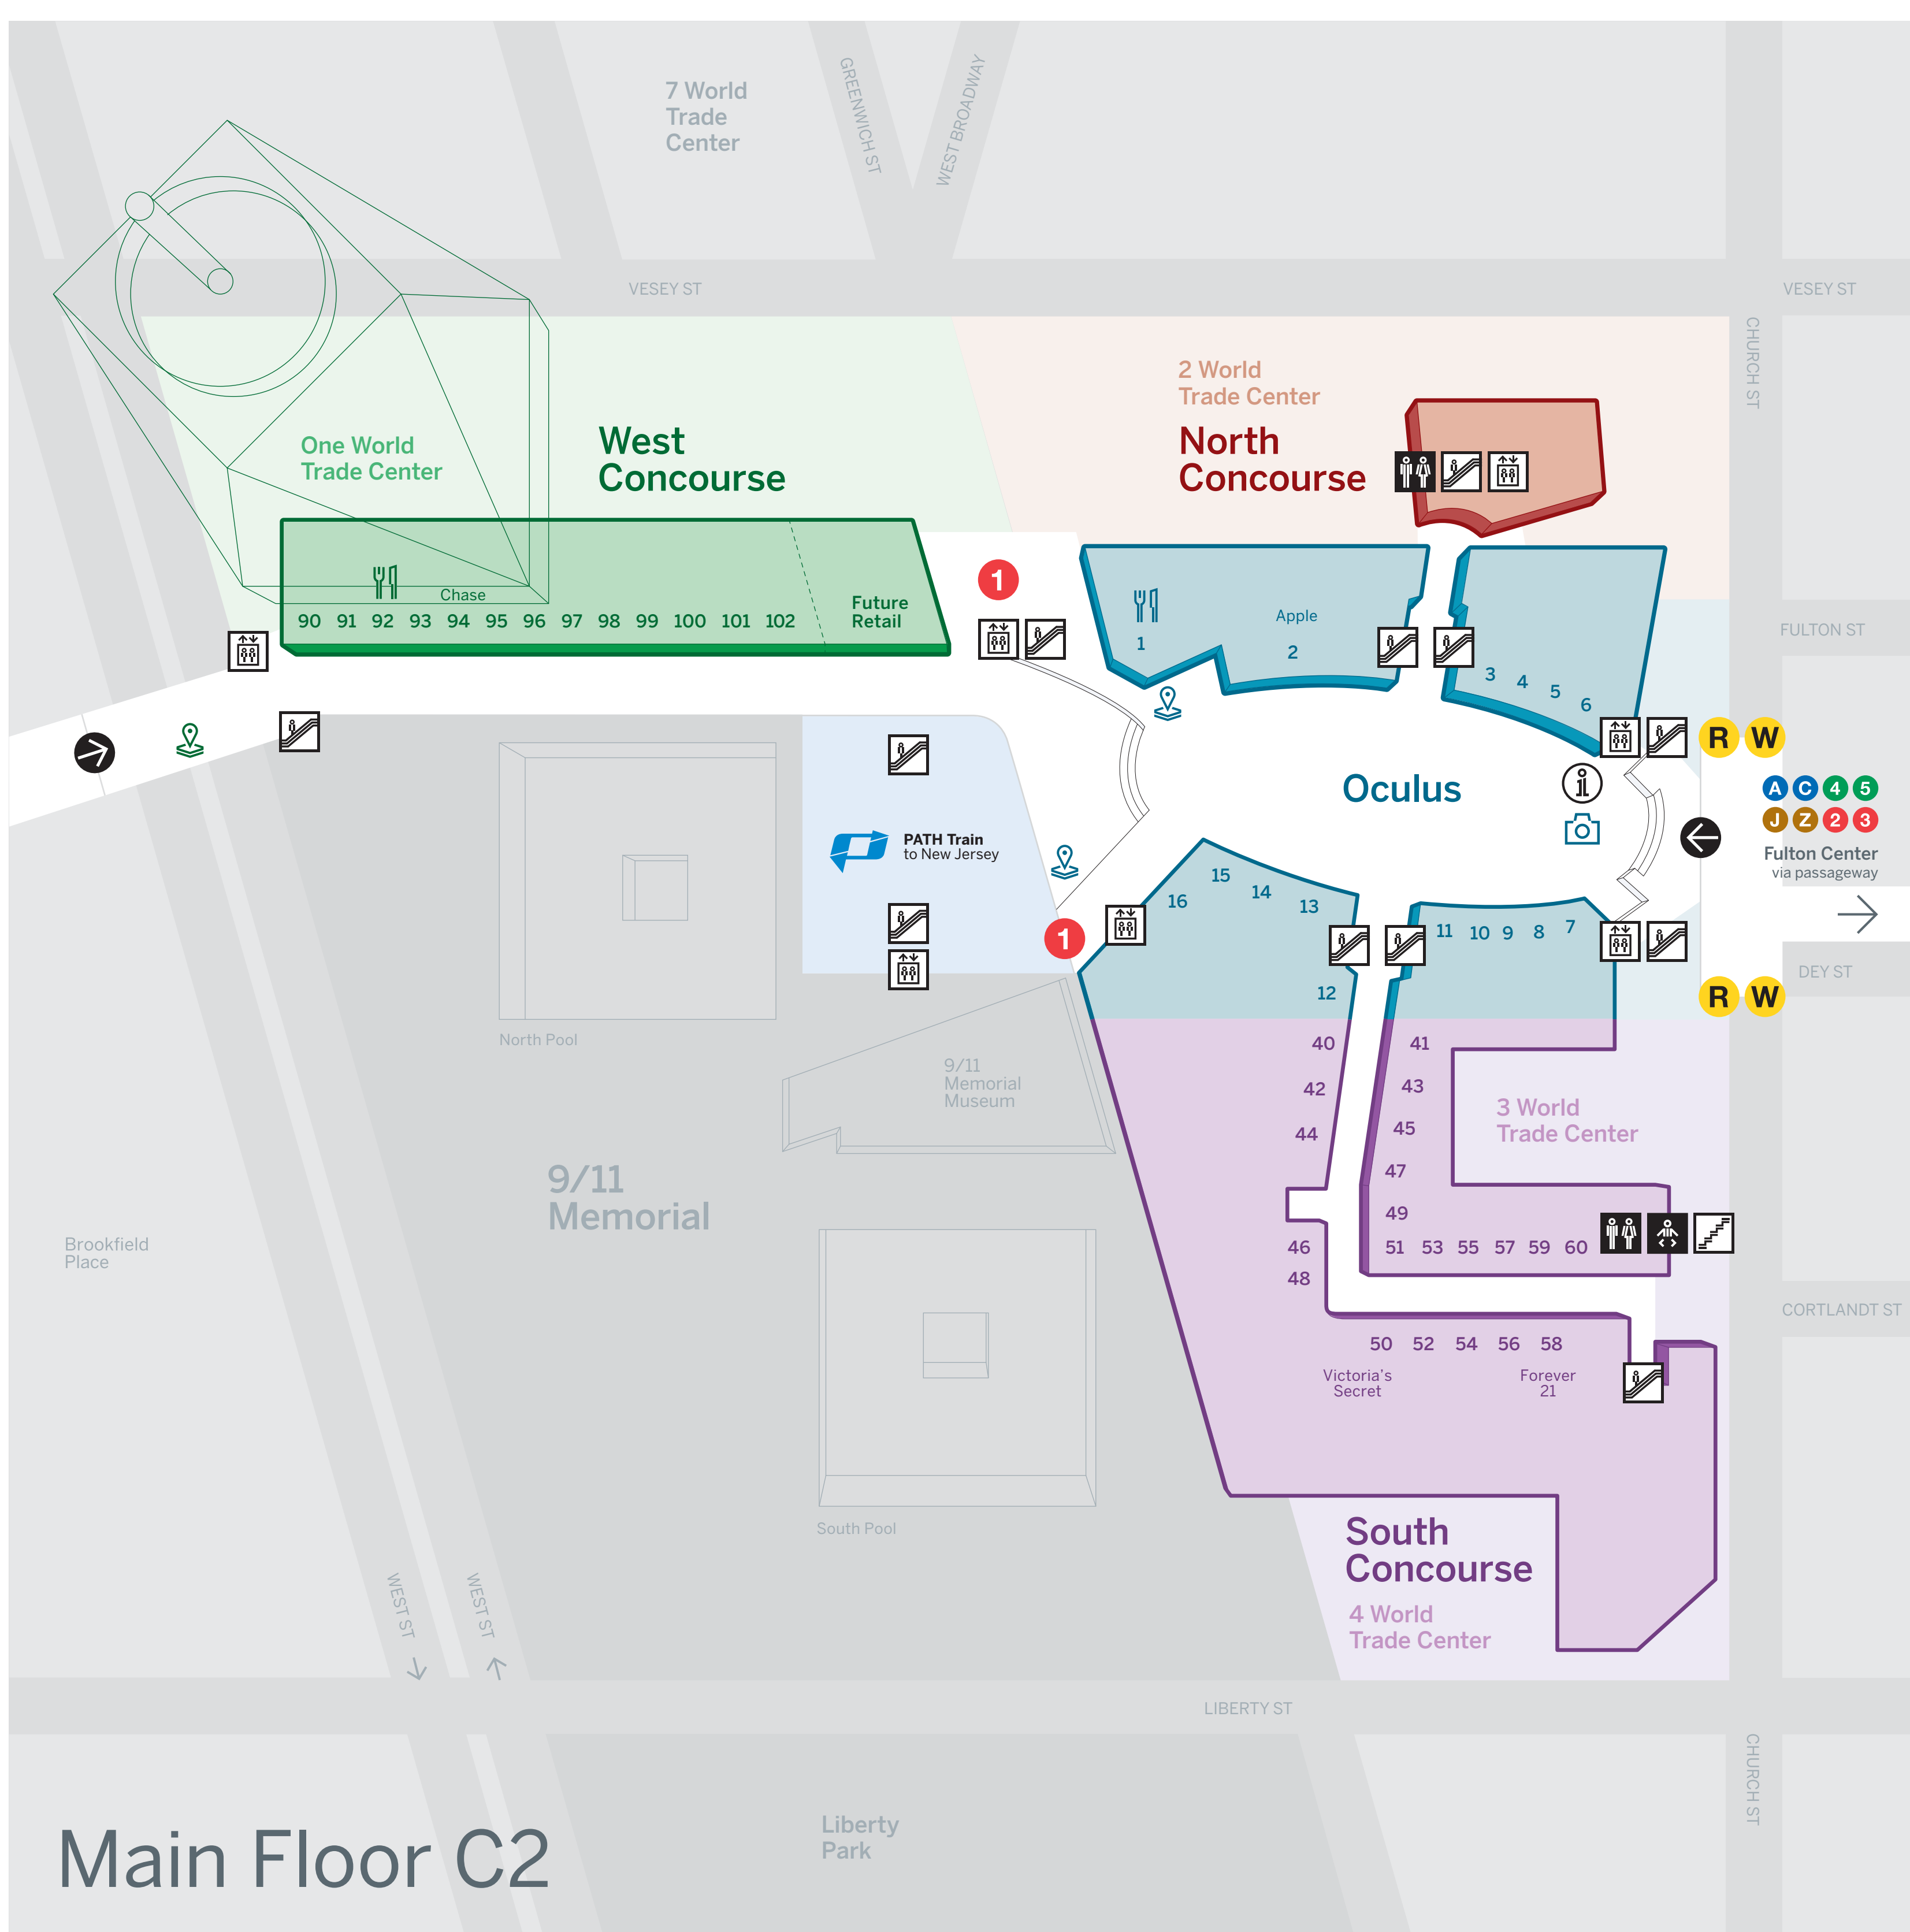 7 World
Trade
Center
GREENWICH ST
WEST BROADWAY
VESEY ST
VESEY ST
CHURCH ST
2 World
Trade Center
North
Concourse
One World
Trade Center
West
Concourse
Chase
90 91 92 93 94 95 96 97 98 99 100 101 102
Future
Retail
1
1
Apple
2
3
4
5
6
FULTON ST
R W
Oculus
A C 4 5
J Z 2 3
Fulton Center
via passageway
PATH Train
to New Jersey
1
16
15
14
13
12
11 10 9 8 7
DEY ST
R W
North Pool
9/11
Memorial
Museum
40
42
44
46
48
41
43
45
47
49
51 53 55 57 59 60
3 World
Trade Center
9/11
Memorial
Brookfield
Place
CORTLANDT ST
50 52 54 56 58
Victoria's
Secret
Forever
21
South Pool
South
Concourse
4 World
Trade Center
WEST ST
WEST ST
LIBERTY ST
CHURCH ST
Liberty
Park
Main Floor C2